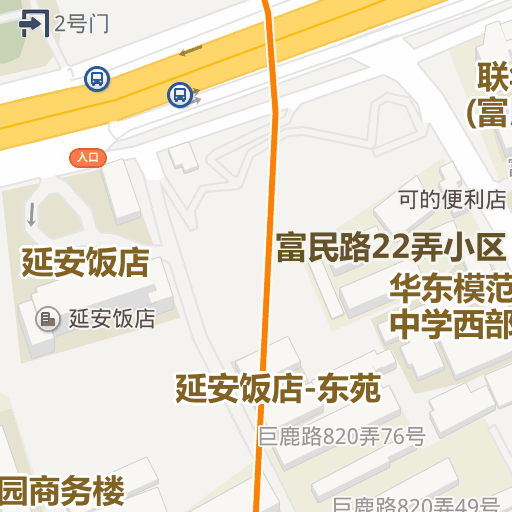 2号门
联
(富
入口
可的便利店
富民路22弄小区
延安饭店
华东模范
中学西部
延安饭店
延安饭店-东苑
巨鹿路820弄76号
园商务楼
巨鹿路820弄49号